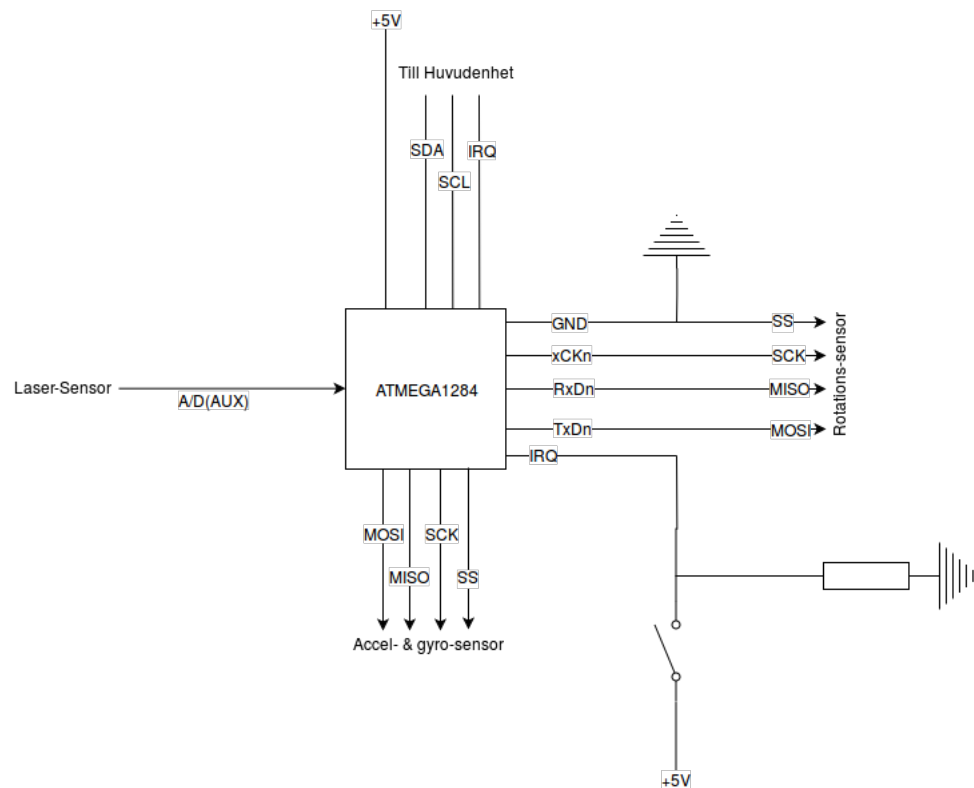 +5V
Till Huvudenhet
SDA
IRQ
SCL
GND
SS
xCKn
SCK
Laser-Sensor
A/D(AUX)
ATMEGA1284
RxDn
MISO
TxDn
MOSI
Rotations-sensor
IRQ
MOSI
SCK
MISO
SS
Accel- & gyro-sensor
+5V